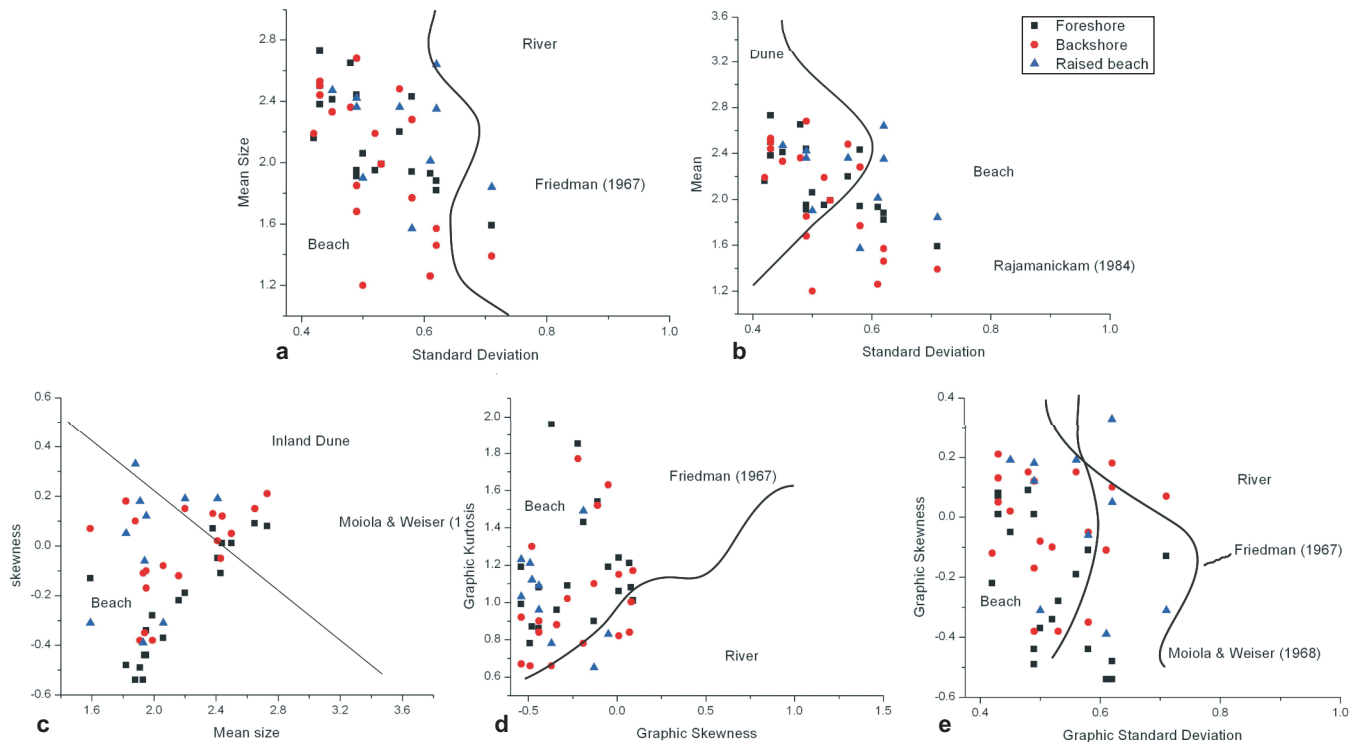 2.8
2.4
2.0
1.6
1.2
Mean Size
River
Friedman (1967)
Beach
0.4 0.6 0.8 1.0
a Standard Deviation
3.6
3.2
2.8
2.4
2.0
1.6
1.2
Mean
Dune
Foreshore
Backshore
Raised beach
Beach
Rajamanickam (1984)
0.4 0.6 0.8 1.0
b Standard Deviation
0.6
0.4
0.2
0.0
-0.2
-0.4
-0.6
skewness
Inland Dune
Moiola & Weiser (1
Beach
1.6 2.0 2.4 3.0 3.6
c Mean size
2.0
1.8
1.6
1.4
1.2
1.0
0.8
0.6
Graphic Kurtosis
Friedman (1967)
Beach
River
-0.5 0.0 0.5 1.0 1.5
d Graphic Skewness
0.4
0.2
0.0
-0.2
-0.4
-0.6
Graphic Skewness
River
Friedman (1967)
Beach
Moiola & Weiser (1968)
0.4 0.6 0.8 1.0
e Graphic Standard Deviation